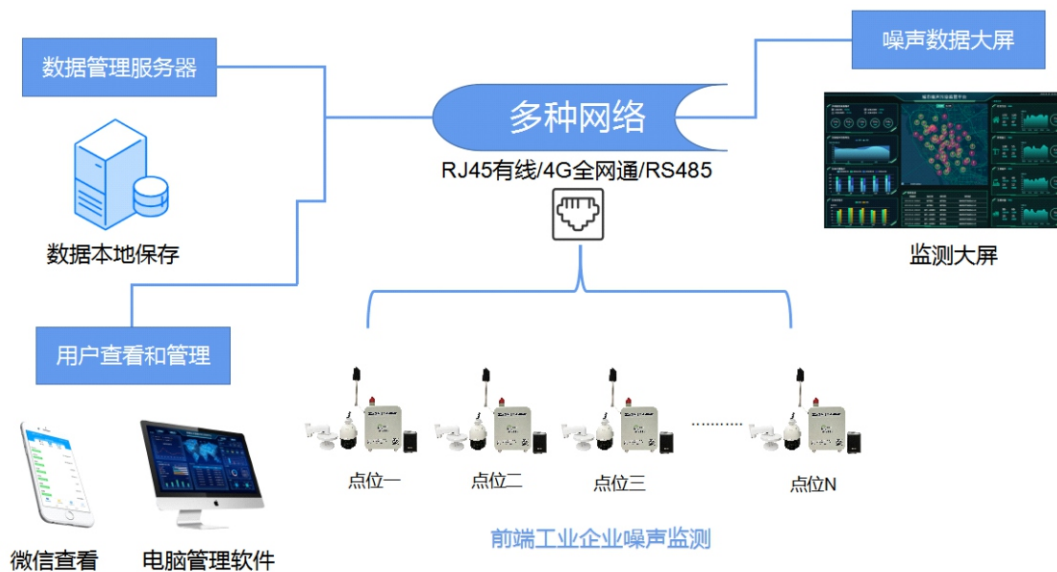 数据管理服务器
噪声数据大屏
多种网络
RJ45有线/4G全网通/RS485
数据本地保存
监测大屏
用户查看和管理
点位一
点位二
点位三
点位N
微信查看
电脑管理软件
前端工业企业噪声监测